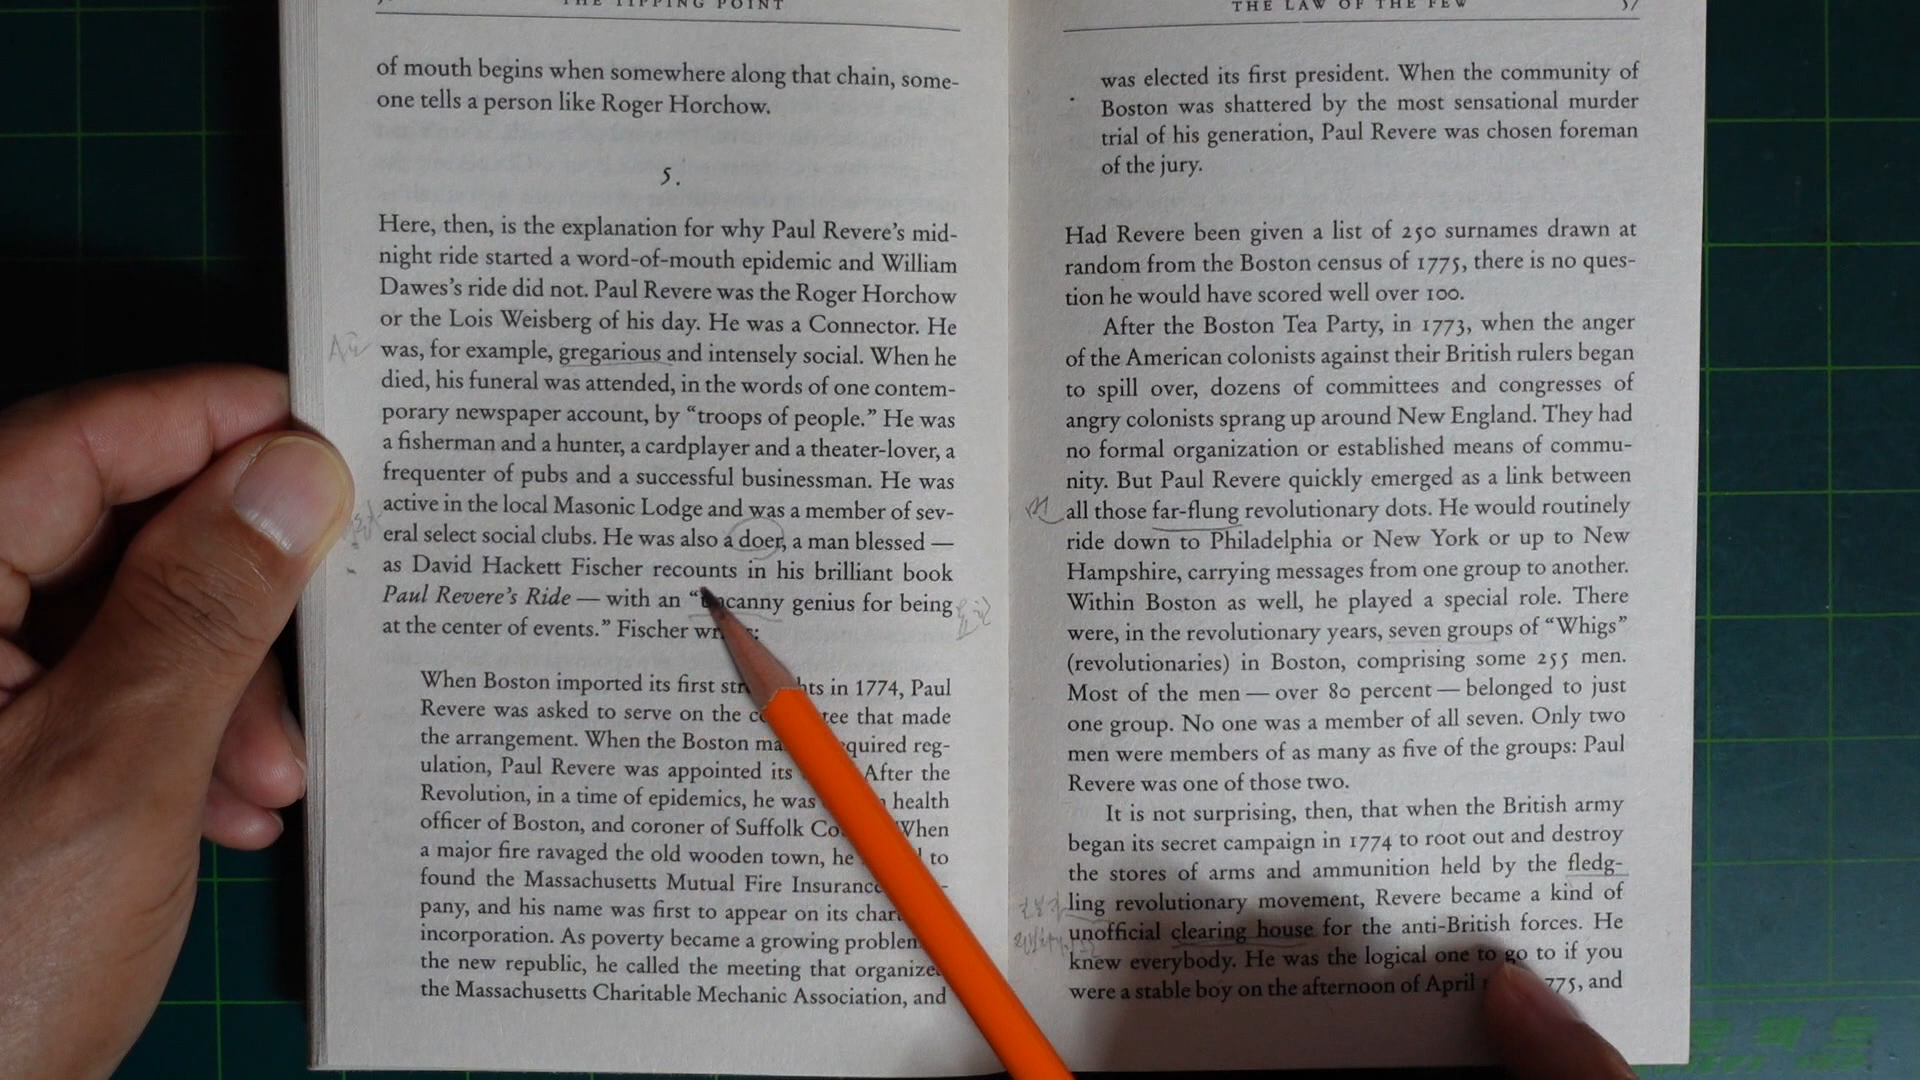 THE TIPPING POINT
of mouth begins when somewhere along that chain, some-
one tells a person like Roger Horchow.
5.
Here, then, is the explanation for why Paul Revere's mid-
night ride started a word-of-mouth epidemic and William
Dawes's ride did not. Paul Revere was the Roger Horchow
or the Lois Weisberg of his day. He was a Connector. He
was, for example, gregarious and intensely social. When he
died, his funeral was attended, in the words of one contem-
porary newspaper account, by “troops of people.” He was
a fisherman and a hunter, a cardplayer and a theater-lover, a
frequenter of pubs and a successful businessman. He was
active in the local Masonic Lodge and was a member of sev-
eral select social clubs. He was also a doer, a man blessed —
as David Hackett Fischer recounts in his brilliant book
Paul Revere's Ride — with an “uncanny genius for being
at the center of events.” Fischer
When Boston imported its first in 1774, Paul
Revere was asked to serve on the that made
the arrangement. When the Boston reg-
ulation, Paul Revere was appointed its After the
Revolution, in a time of epidemics, he was health
officer of Boston, and coroner of Suffolk When
a major fire ravaged the old wooden town, he to
found the Massachusetts Mutual Fire Insurance
pany, and his name was first to appear on its
incorporation. As poverty became a growing problem
the new republic, he called the meeting that organized
the Massachusetts Charitable Mechanic Association, and
THE LAW OF THE FEW 57
was elected its first president. When the community of
Boston was shattered by the most sensational murder
trial of his generation, Paul Revere was chosen foreman
of the jury.
Had Revere been given a list of 250 surnames drawn at
random from the Boston census of 1775, there is no ques-
tion he would have scored well over 100.
After the Boston Tea Party, in 1773, when the anger
of the American colonists against their British rulers began
to spill over, dozens of committees and congresses of
angry colonists sprang up around New England. They had
no formal organization or established means of commu-
nity. But Paul Revere quickly emerged as a link between
all those far-flung revolutionary dots. He would routinely
ride down to Philadelphia or New York or up to New
Hampshire, carrying messages from one group to another.
Within Boston as well, he played a special role. There
were, in the revolutionary years, seven groups of “Whigs”
(revolutionaries) in Boston, comprising some 255 men.
Most of the men — over 80 percent — belonged to just
one group. No one was a member of all seven. Only two
men were members of as many as five of the groups: Paul
Revere was one of those two.
It is not surprising, then, that when the British army
began its secret campaign in 1774 to root out and destroy
the stores of arms and ammunition held by the fledg-
ling revolutionary movement, Revere became a kind of
unofficial clearing house for the anti-British forces. He
knew everybody. He was the logical one to go to if you
were a stable boy on the afternoon of April 1775, and